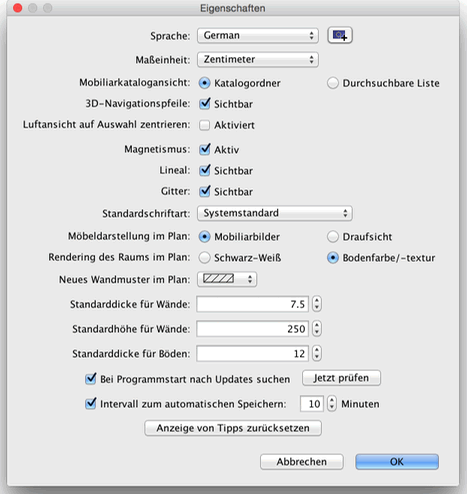 Eigenschaften
Sprache: German
Maßeinheit: Zentimeter
Mobiliarkatalogansicht: Katalogordner Durchsuchbare Liste
3D-Navigationspfeile: Sichtbar
Luftansicht auf Auswahl zentrieren: Aktiviert
Magnetismus: Aktiv
Lineal: Sichtbar
Gitter: Sichtbar
Standardschriftart: Systemstandard
Möbeldarstellung im Plan: Mobiliarbilder Draufsicht
Rendering des Raums im Plan: Schwarz-Weiß Bodenfarbe/-textur
Neues Wandmuster im Plan:
Standarddicke für Wände: 7.5
Standardhöhe für Wände: 250
Standarddicke für Böden: 12
Bei Programmstart nach Updates suchen Jetzt prüfen
Intervall zum automatischen Speichern: 10 Minuten
Anzeige von Tipps zurücksetzen
Abbrechen OK